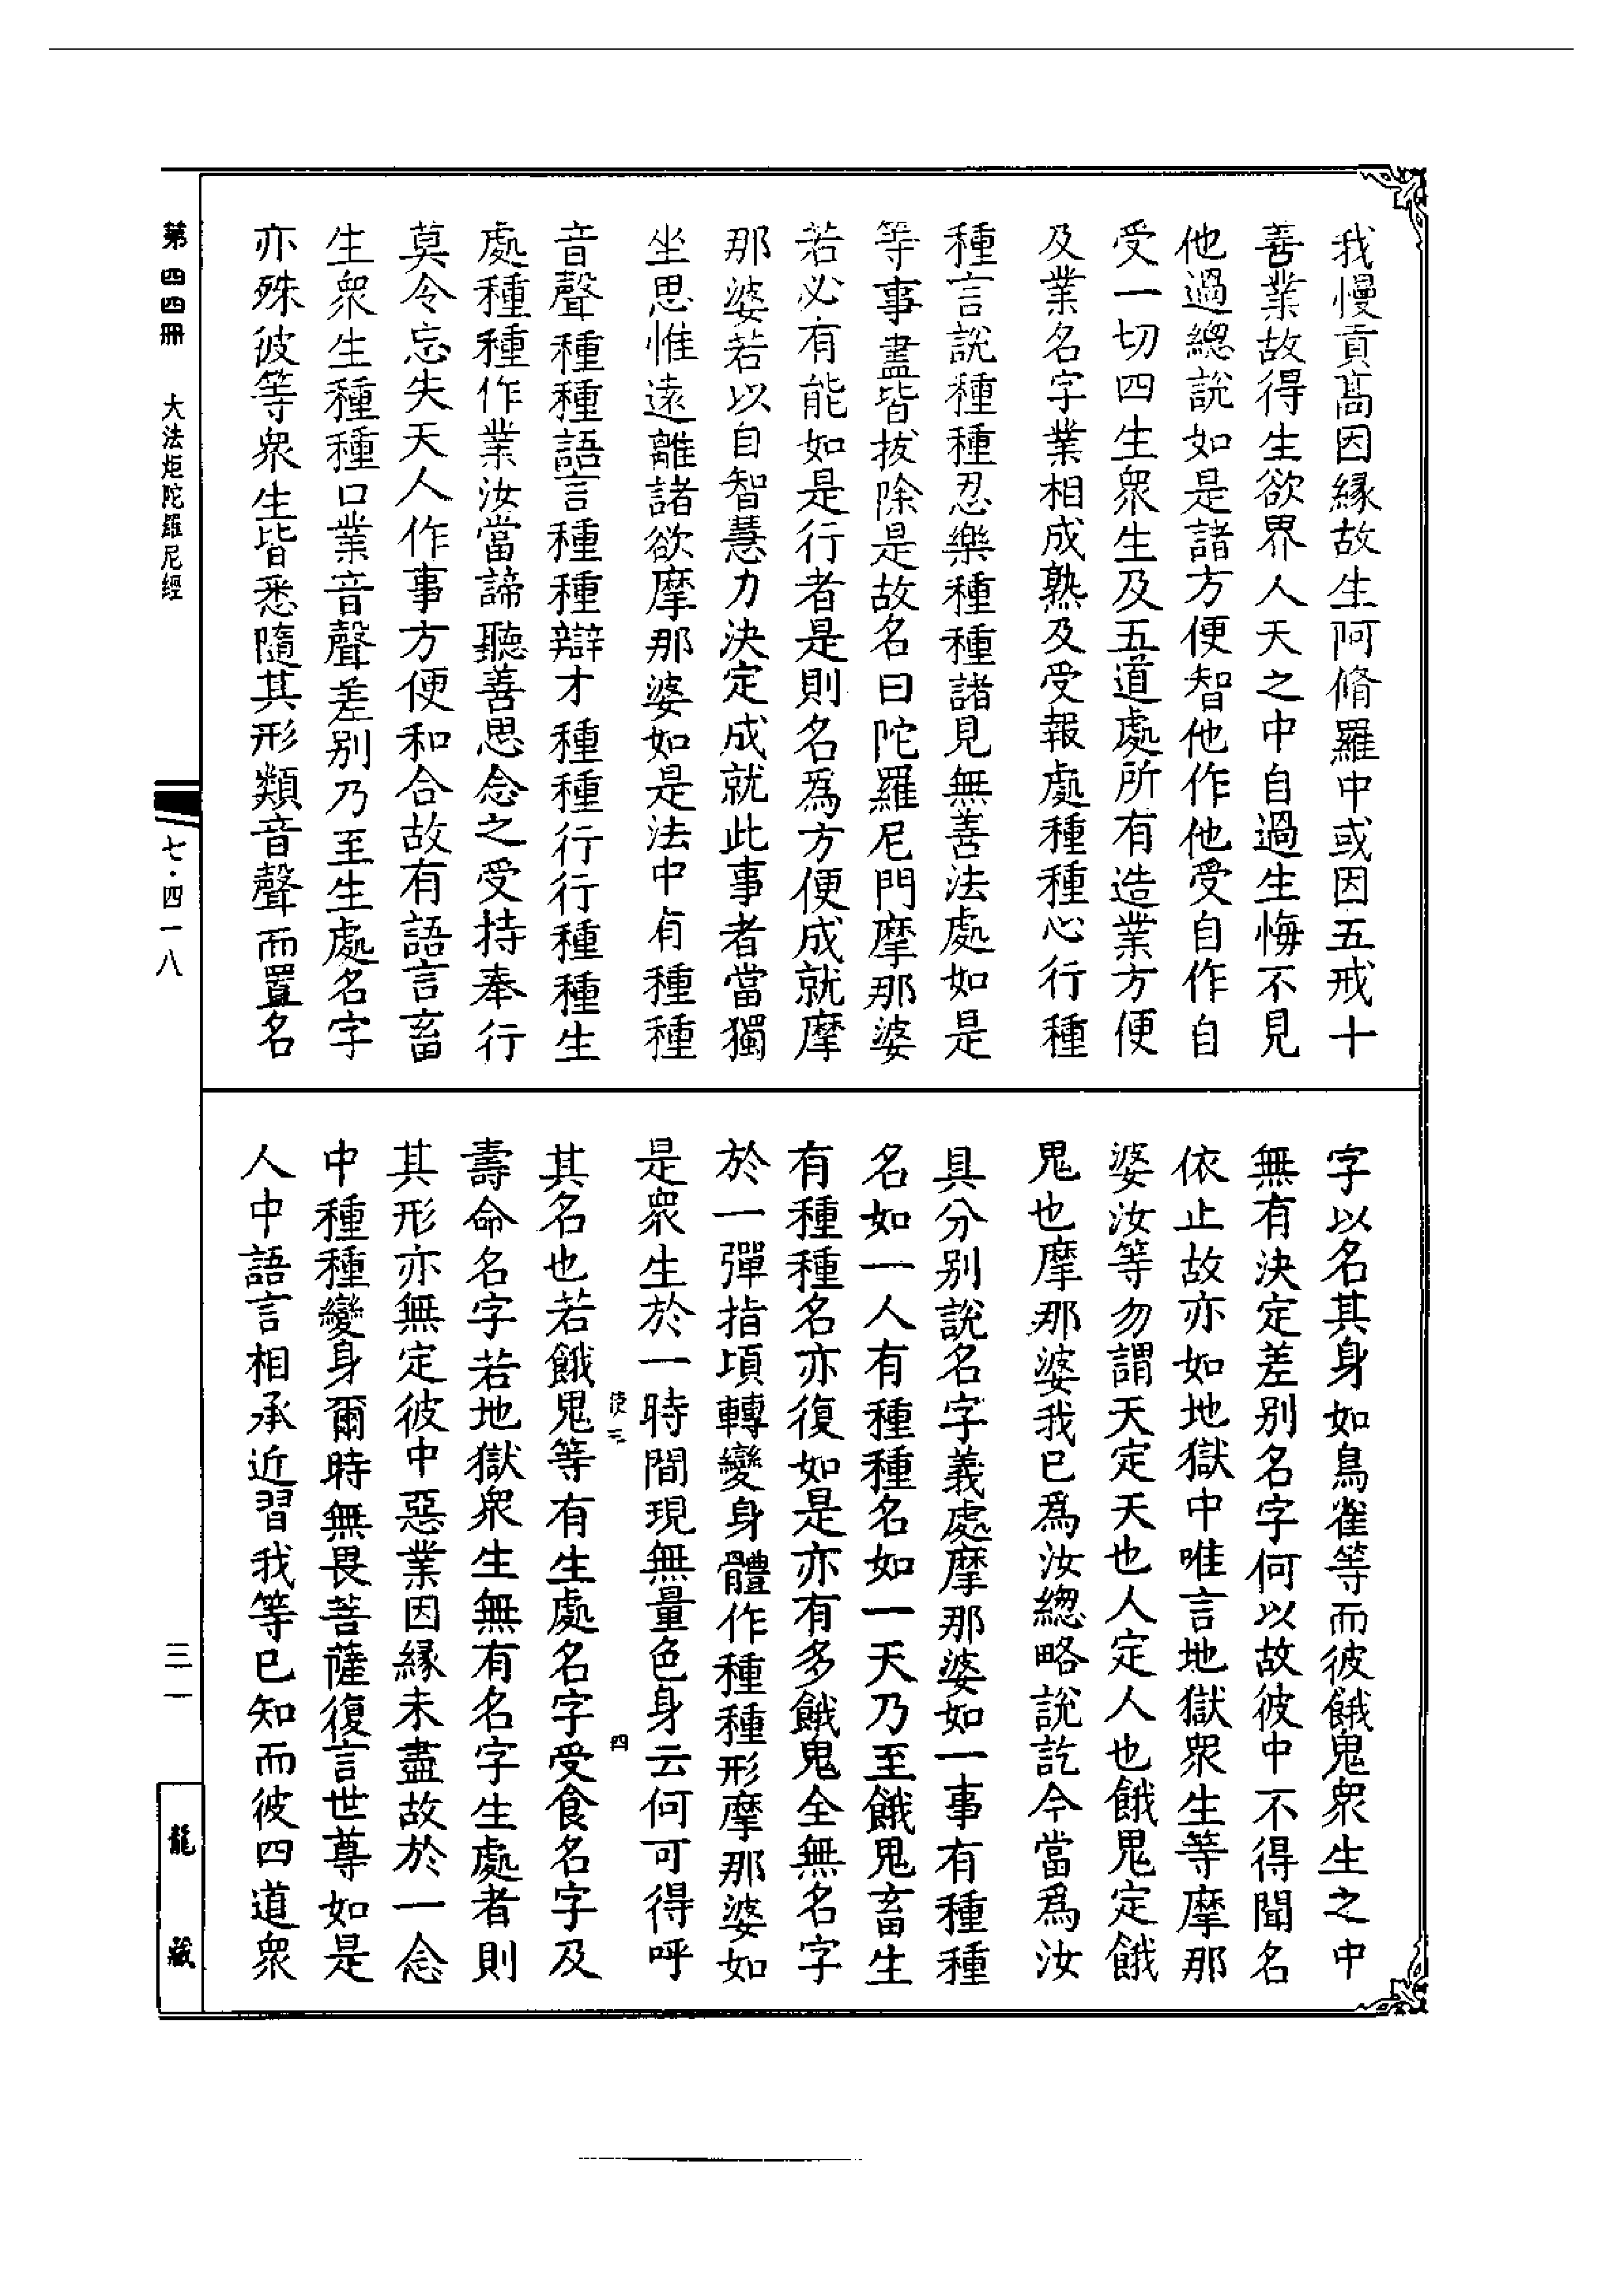 我慢貢高因緣故生阿脩羅中或因五戒十
善業故得生欲界人天之中自過生悔不見
他過總說如是諸方便智他作他受自作自
受一切四生衆生及五道處所有造業方便
及業名字業相成熟及受報處種種心行種
種言說種種忍樂種種諸見無善法處如是
等事盡皆拔除是故名曰陀羅尼門摩那婆
若必有能如是行者是則名爲方便成就摩
那婆若以自智慧力決定成就此事者當獨
坐思惟遠離諸欲摩那婆如是法中有種種
音聲種種語言種種辯才種種行行種種生
處種種作業汝當諦聽善思念之受持奉行
莫令忘失天人作事方便和合故有語言畜
生衆生種種口業音聲差别乃至生處名字
亦殊彼等衆生皆悉隨其形類音聲而置名
字以名其身如鳥雀等而彼餓鬼衆生之中
無有決定差别名字何以故彼中不得聞名
依止故亦如地獄中唯言地獄衆生等摩那
婆汝等勿謂天定天也人定人也餓鬼定餓
鬼也摩那婆我已爲汝總略說訖今當爲汝
具分别說名字義處摩那婆如一事有種種
名如一人有種種名如一天乃至餓鬼畜生
有種種名亦復如是亦有多餓鬼全無名字
於一彈指頃轉變身體作種種形摩那婆如
是衆生於一時間現無量色身云何可得呼
使三 四
其名也若餓鬼等有生處名字受食名字及
壽命名字若地獄衆生無有名字生處者則
其形亦無定彼中惡業因緣未盡故於一念
中種種變身爾時無畏菩薩復言世尊如是
人中語言相承近習我等已知而彼四道衆
第四四冊 大法炬陀羅尼經
七·四一八
三一
龍藏